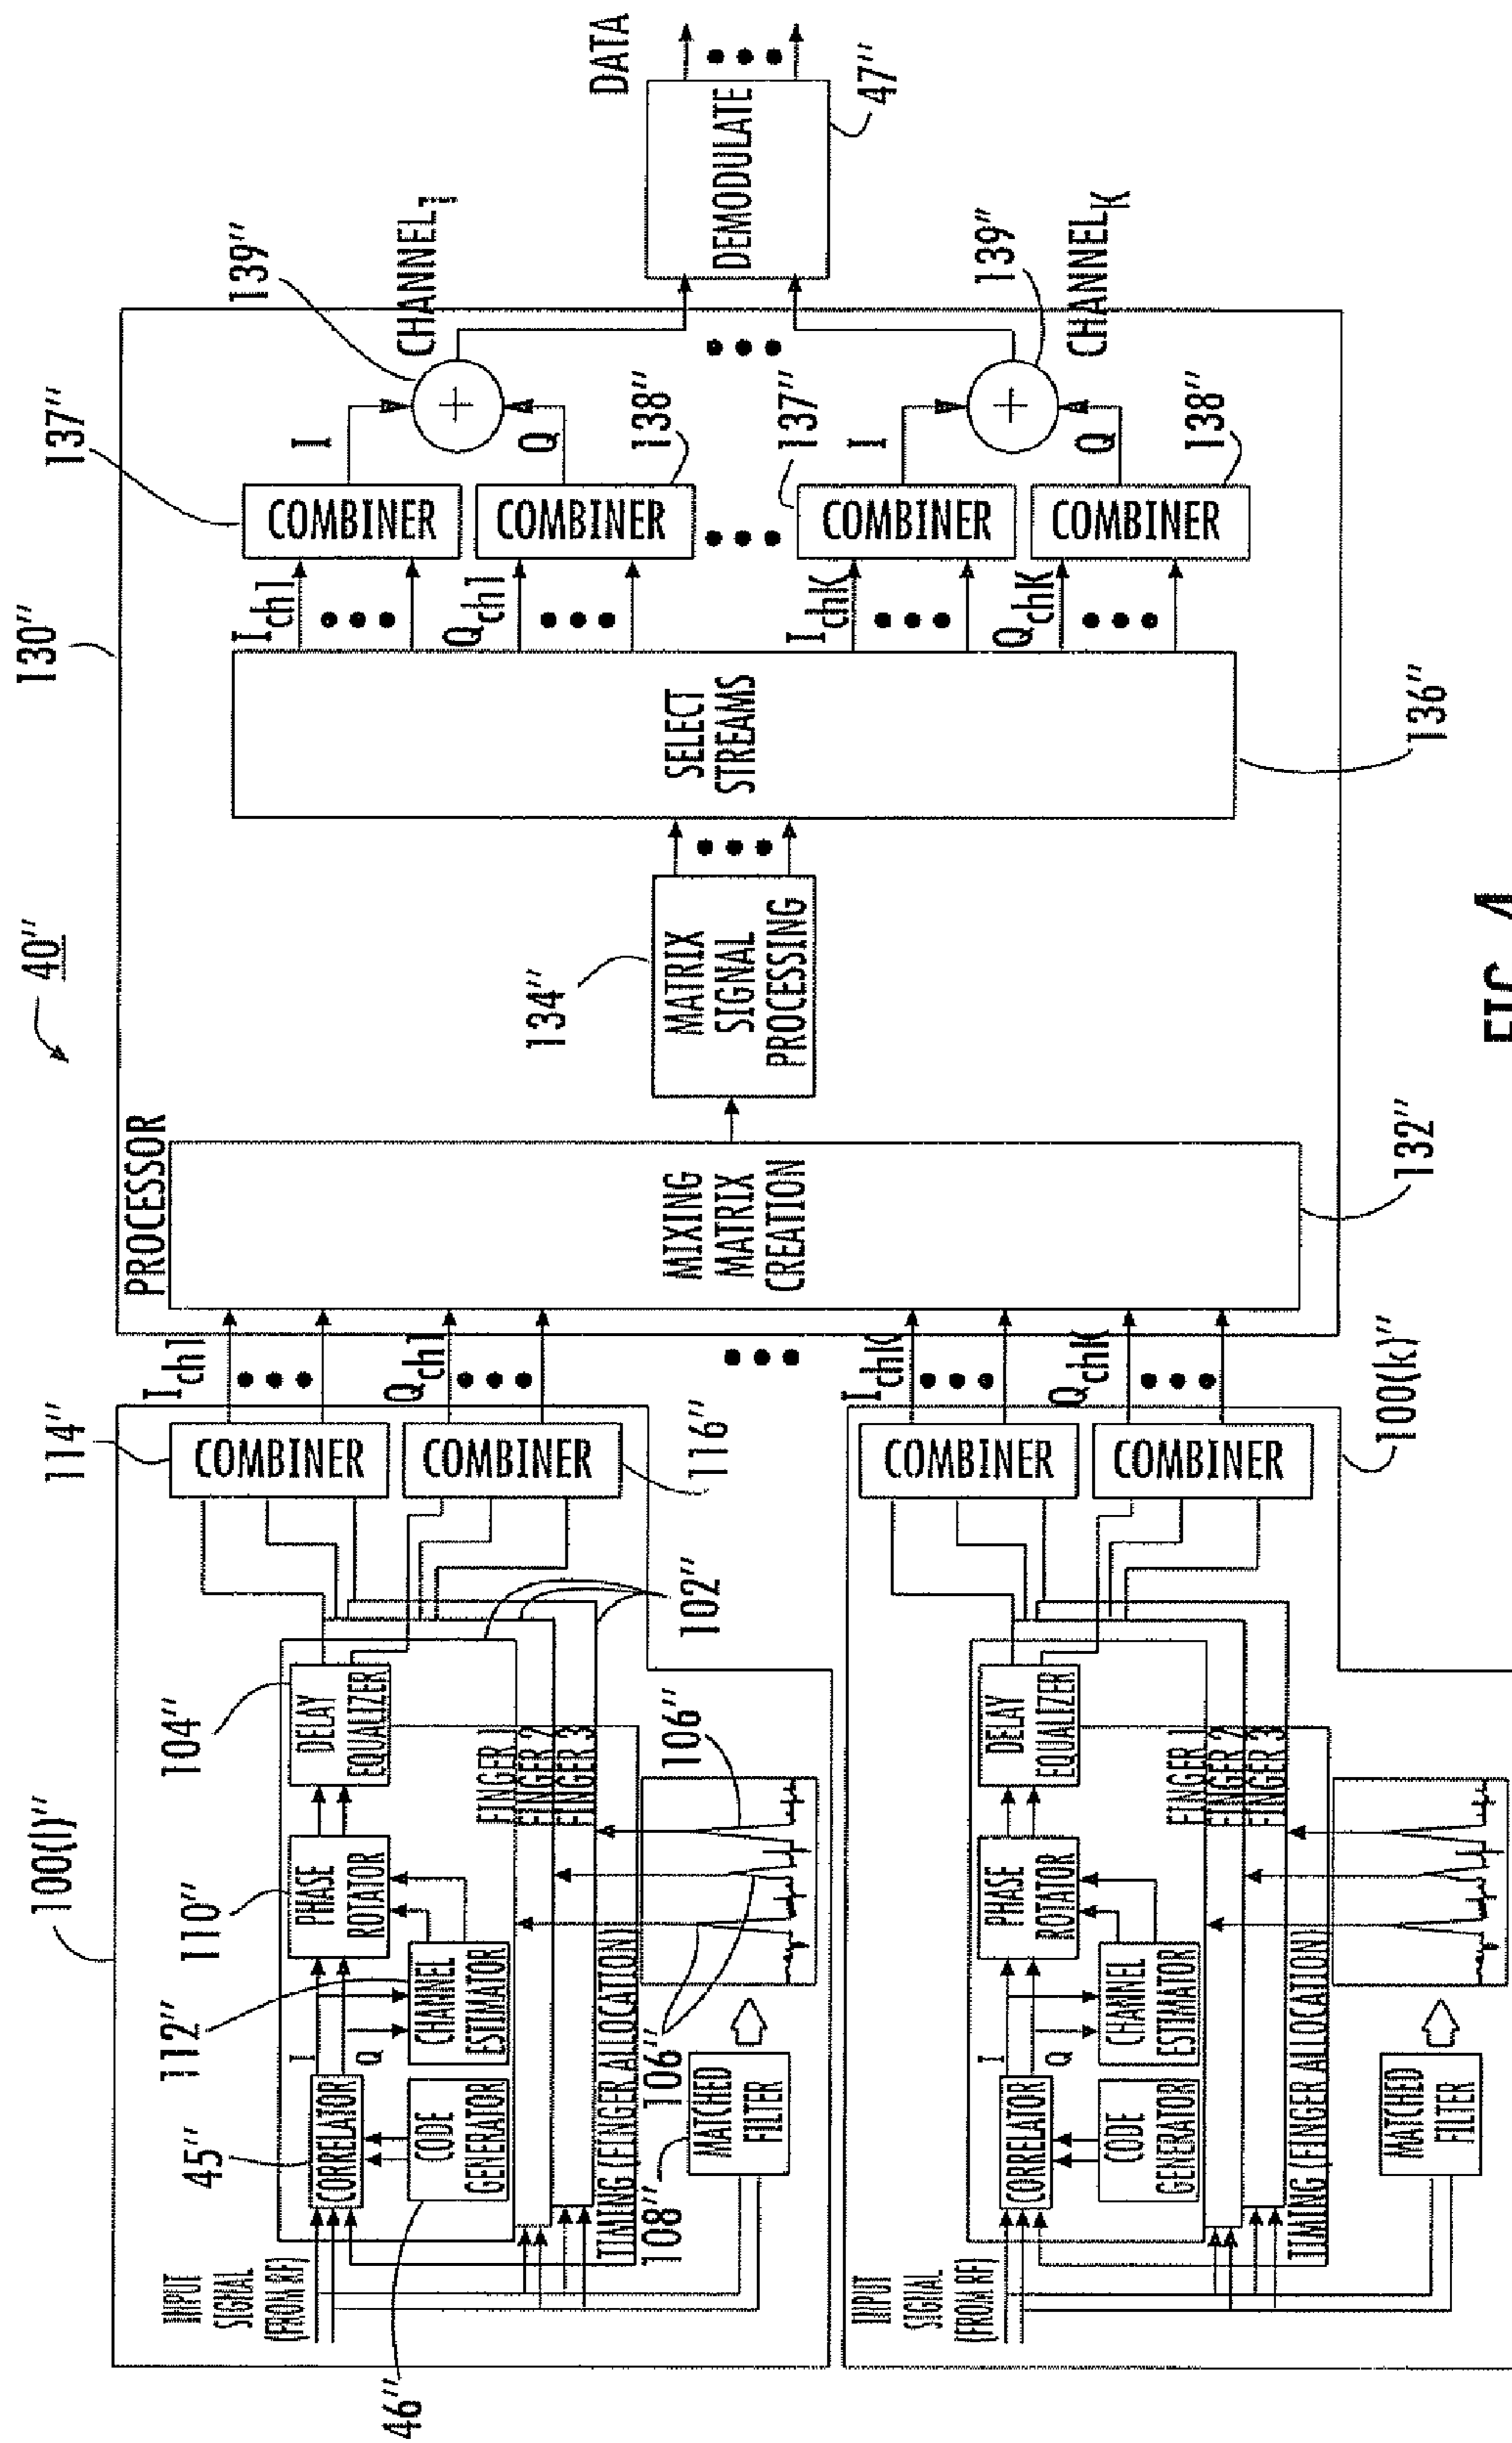 40″
100(l)″
114″
130″
137″
139″
CHANNEL1
DATA
PROCESSOR
110″
104″
112″
45″
46″
INPUT
SIGNAL
(FROM RF)
CORRELATOR
I
Q
CODE
GENERATOR
CHANNEL
ESTIMATOR
PHASE
ROTATOR
DELAY
EQUALIZER
FINGER 1
FINGER 2
FINGER 3
TIMING (FINGER ALLOCATION)
108″
MATCHED
FILTER
106″
106″
102″
COMBINER
COMBINER
116″
Ich1
Qch1
MIXING
MATRIX
CREATION
132″
134″
MATRIX
SIGNAL
PROCESSING
SELECT
STREAMS
136″
Ich1
Qch1
COMBINER
COMBINER
138″
I
Q
+
DEMODULATE
47″
INPUT
SIGNAL
(FROM RF)
CORRELATOR
I
Q
CODE
GENERATOR
CHANNEL
ESTIMATOR
PHASE
ROTATOR
DELAY
EQUALIZER
FINGER 1
FINGER 2
FINGER 3
TIMING (FINGER ALLOCATION)
MATCHED
FILTER
COMBINER
COMBINER
IchK
QchK
100(k)″
IchK
QchK
137″
COMBINER
COMBINER
138″
I
Q
+
139″
CHANNELK